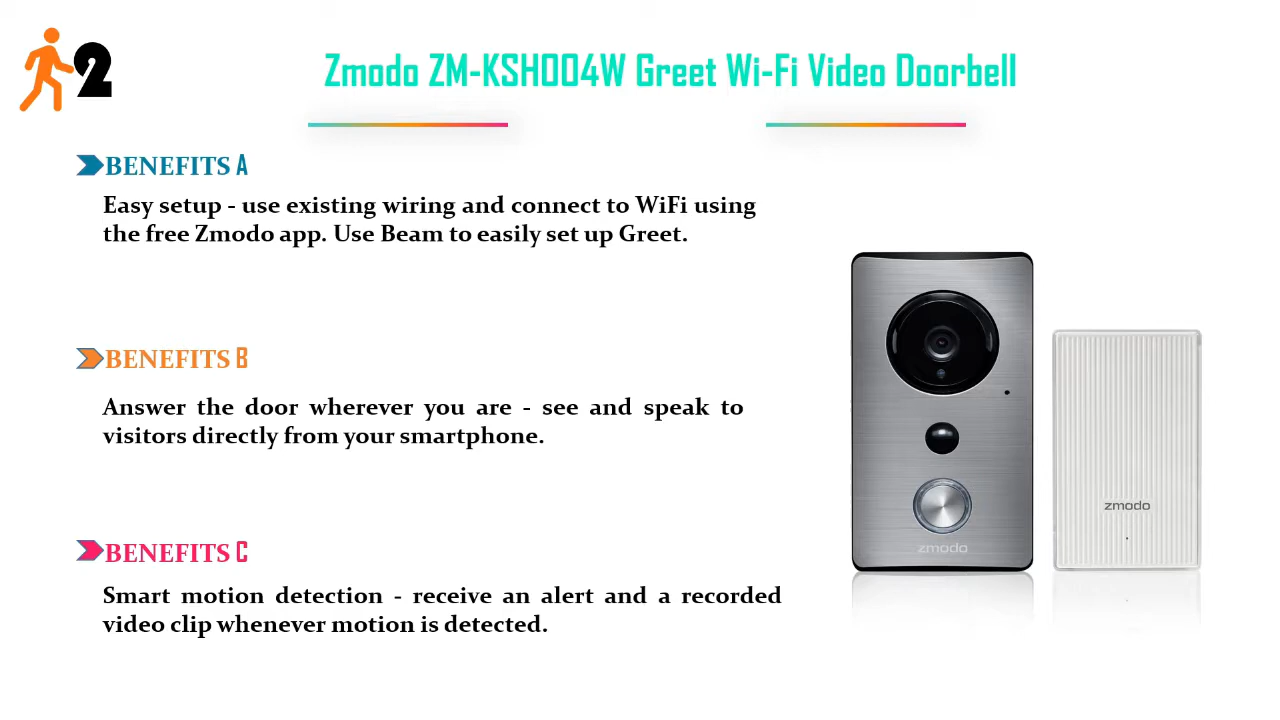 2
Zmodo ZM-KSH004W Greet Wi-Fi Video Doorbell
BENEFITS A
Easy setup - use existing wiring and connect to WiFi using
the free Zmodo app. Use Beam to easily set up Greet.
BENEFITS B
Answer the door wherever you are - see and speak to
visitors directly from your smartphone.
BENEFITS C
Smart motion detection - receive an alert and a recorded
video clip whenever motion is detected.
zmodo
zmodo